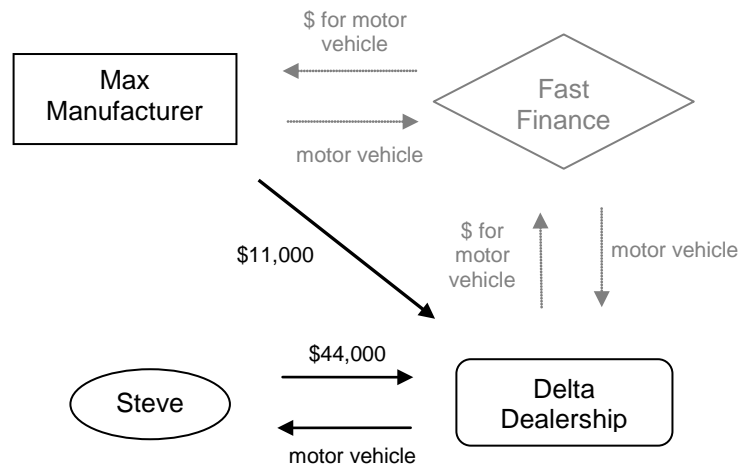 $ for motor
vehicle
Max
Manufacturer
Fast
Finance
motor vehicle
$11,000
$ for
motor
vehicle
motor vehicle
$44,000
Steve
Delta
Dealership
motor vehicle